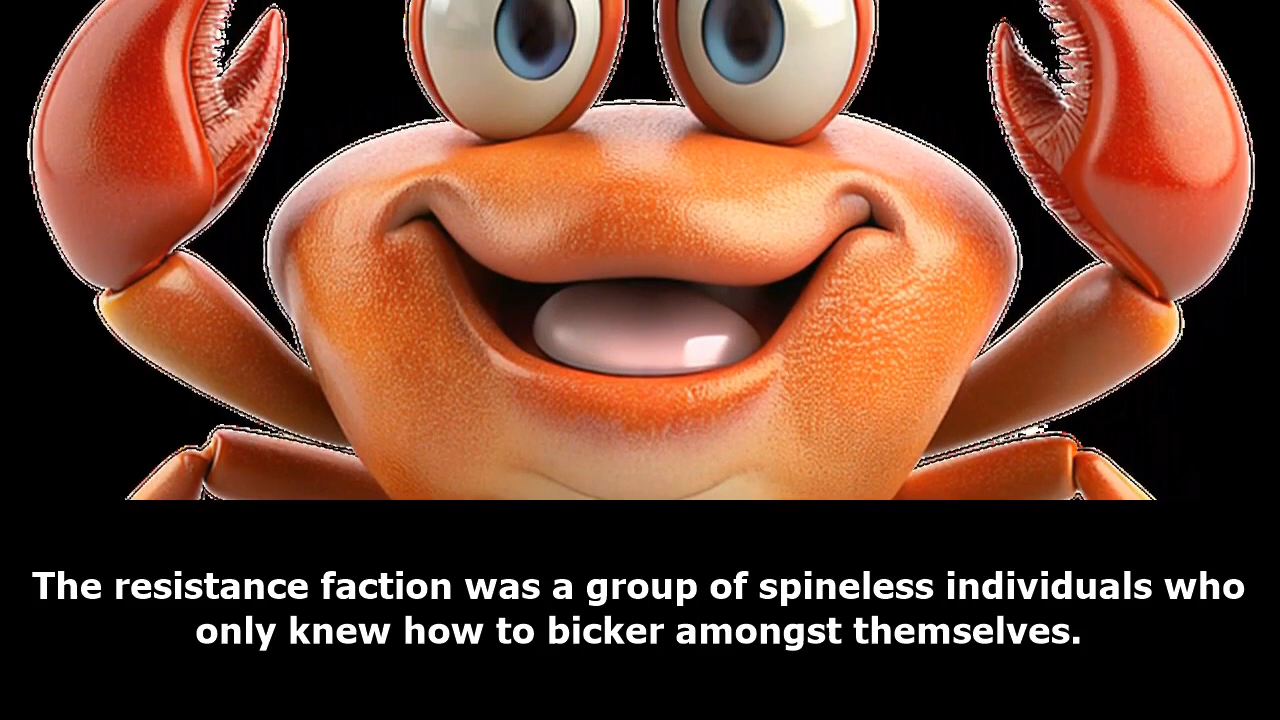 The resistance faction was a group of spineless individuals who
only knew how to bicker amongst themselves.